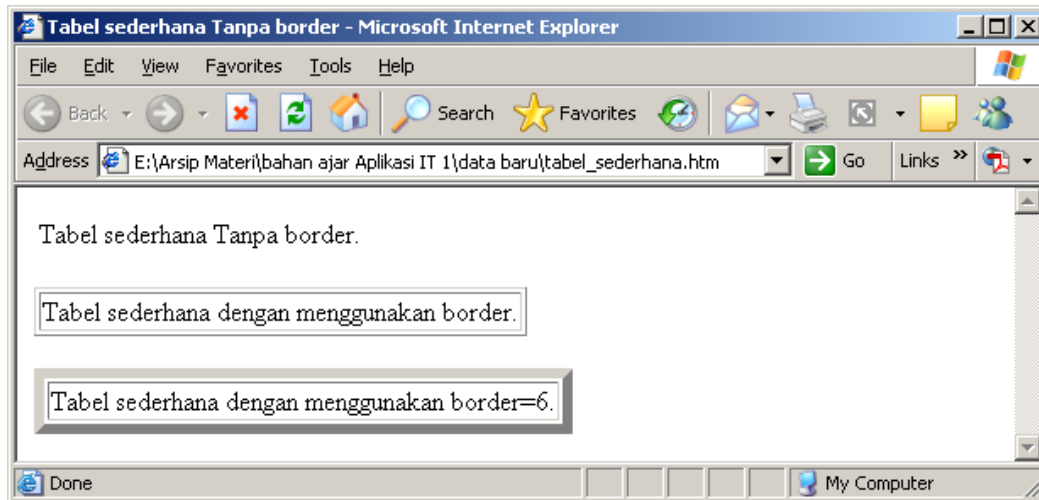 Tabel sederhana Tanpa border - Microsoft Internet Explorer
File Edit View Favorites Tools Help
Back Search Favorites
Address E:\Arsip Materi\bahan ajar Aplikasi IT 1\data baru\tabel_sederhana.htm Go Links »
Tabel sederhana Tanpa border.
Tabel sederhana dengan menggunakan border.
Tabel sederhana dengan menggunakan border=6.
Done My Computer